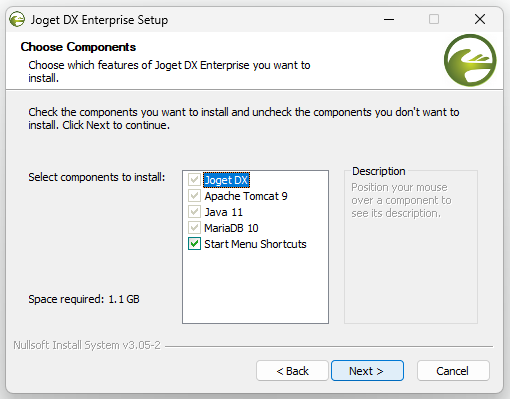 Joget DX Enterprise Setup
Choose Components
Choose which features of Joget DX Enterprise you want to
install.
Check the components you want to install and uncheck the components you don't want to
install. Click Next to continue.
Select components to install:
Joget DX
Apache Tomcat 9
Java 11
MariaDB 10
Start Menu Shortcuts
Description
Position your mouse
over a component to
see its description.
Space required: 1.1 GB
Nullsoft Install System v3.05-2
< Back
Next >
Cancel